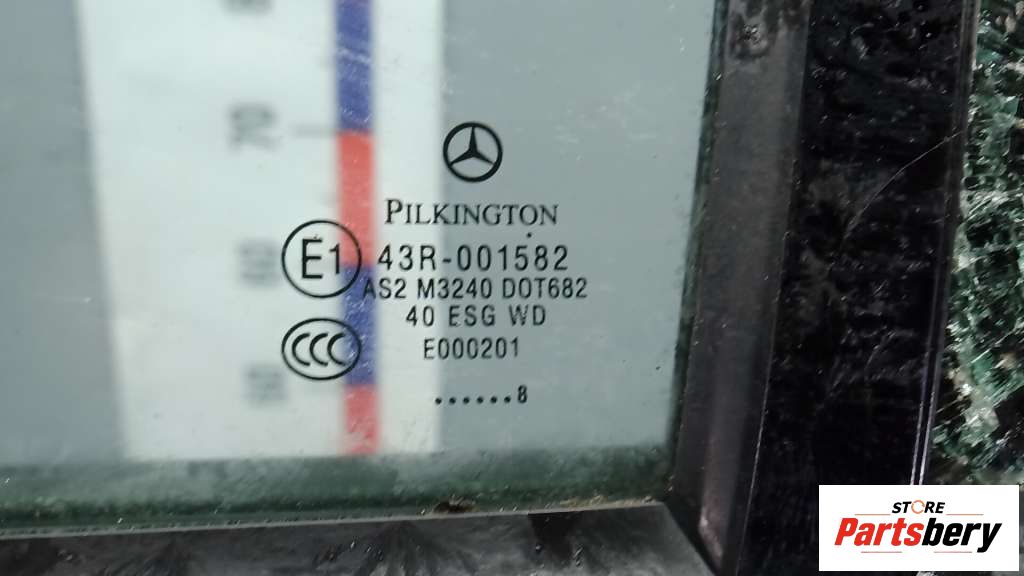 PILKINGTON
E1
43R-001582
AS2 M3240 DOT682
40 ESG WD
CCC
E000201
......8
STORE
Partsbery